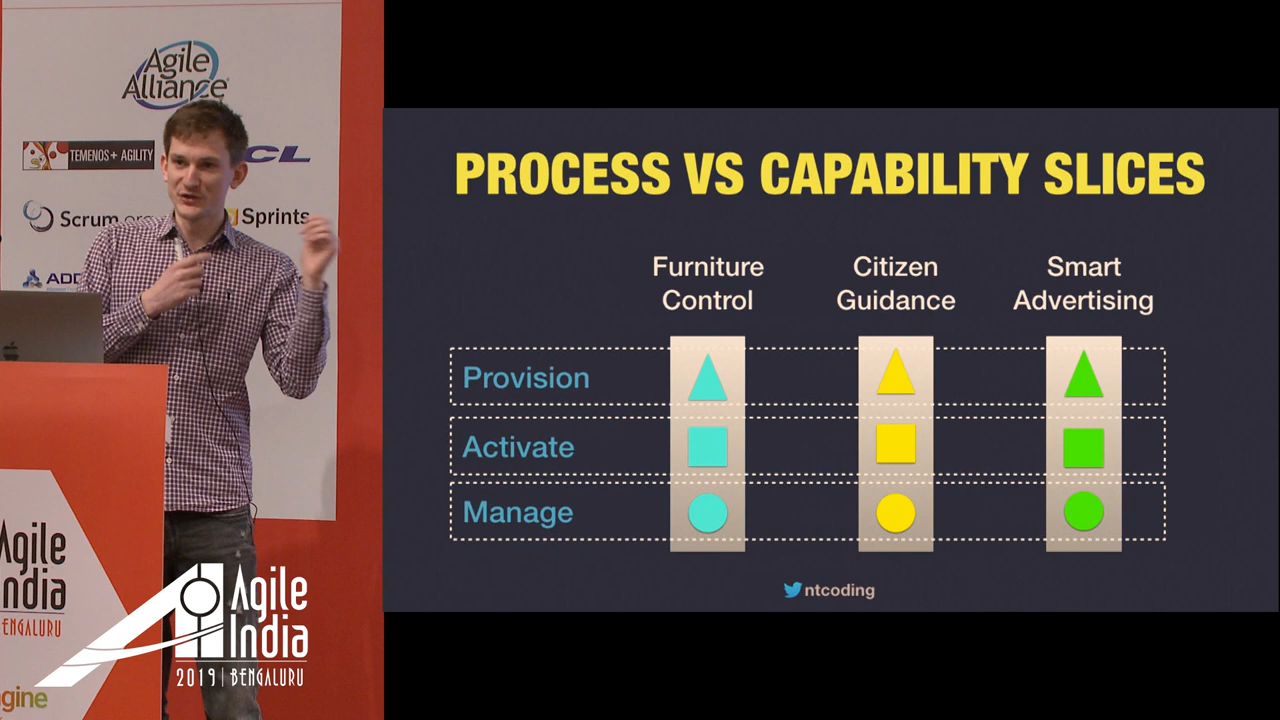 Agile
Alliance
TEMENOS+ AGILITY
CL
Scrum.org
Sprints
ADD
Agile
India
BENGALURU
gine
Agile
India
2019 | BENGALURU
PROCESS VS CAPABILITY SLICES
Furniture
Control
Citizen
Guidance
Smart
Advertising
Provision
Activate
Manage
ntcoding